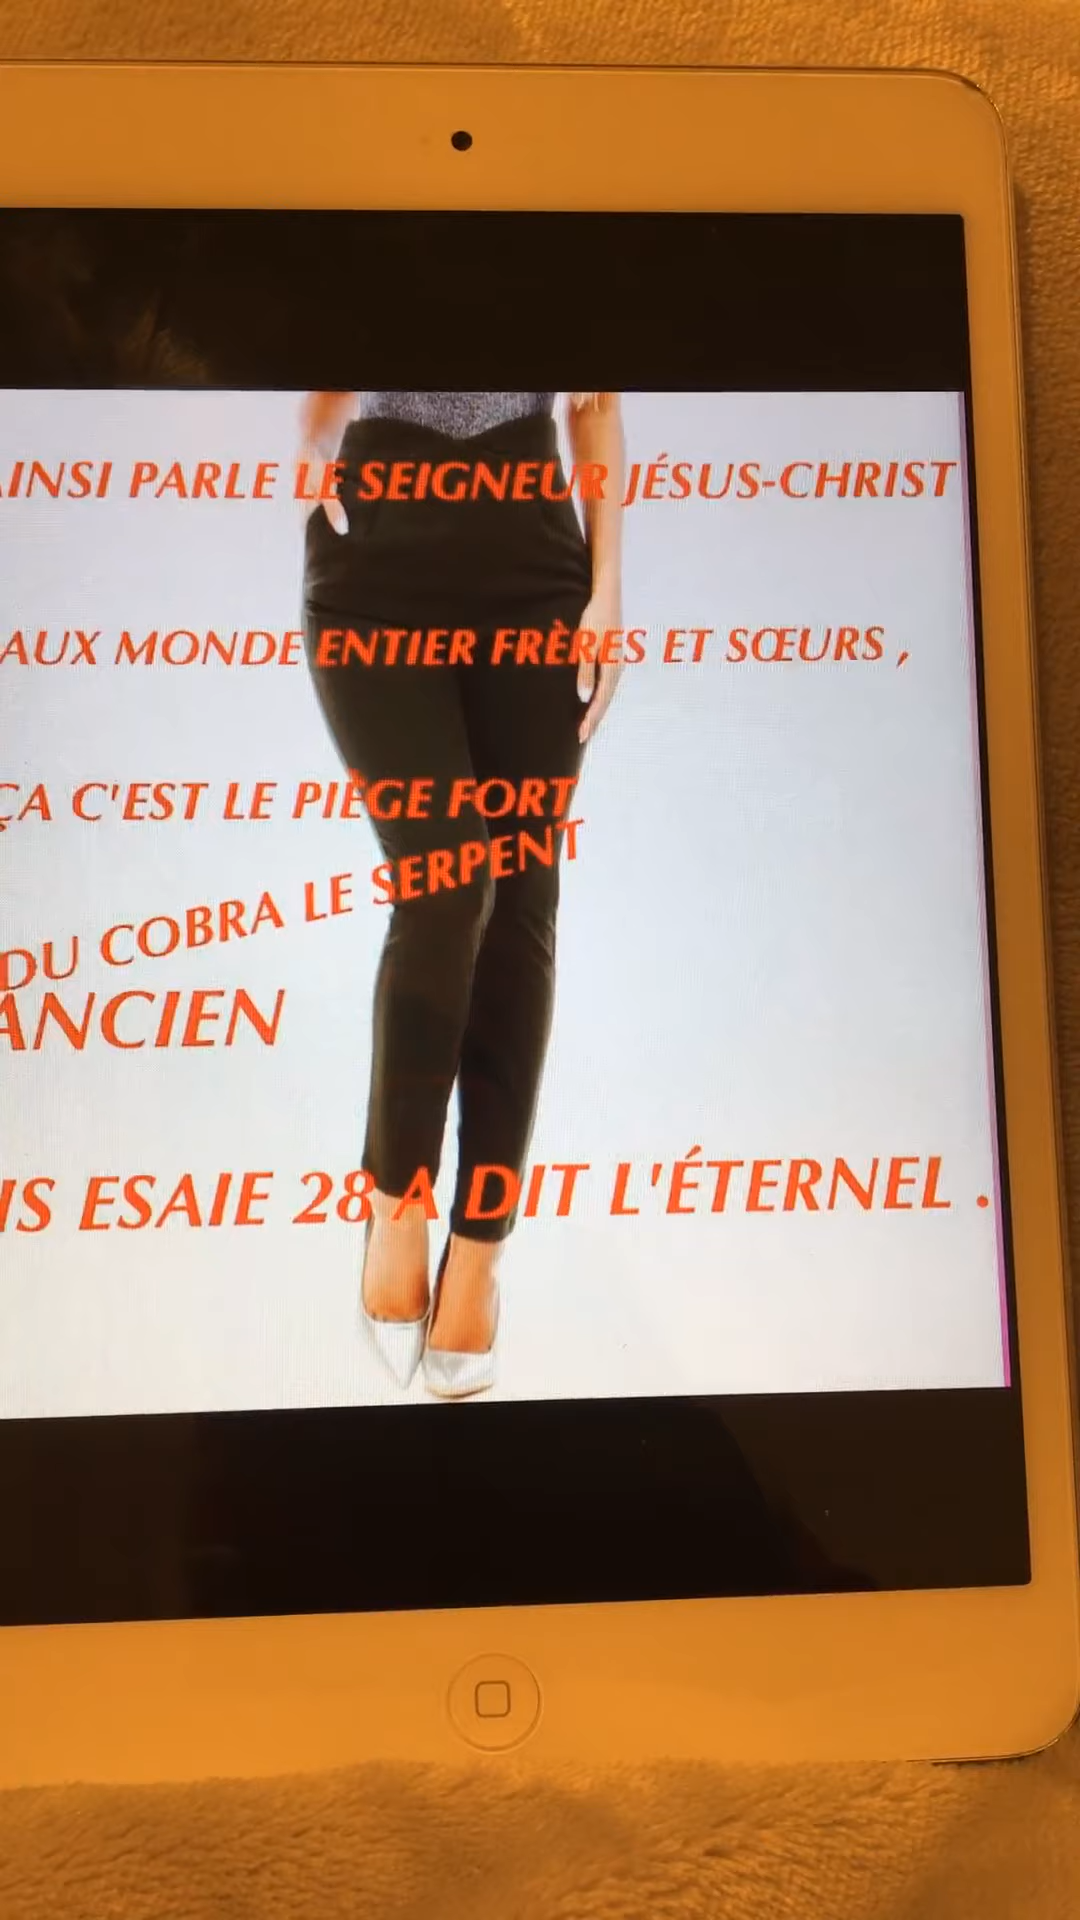 AINSI PARLE LE SEIGNEUR JÉSUS-CHRIST
AUX MONDE ENTIER FRÈRES ET SŒURS ,
ÇA C'EST LE PIÈGE FORT
DU COBRA LE SERPENT
ANCIEN
ESAIE 28 A DIT L'ÉTERNEL .